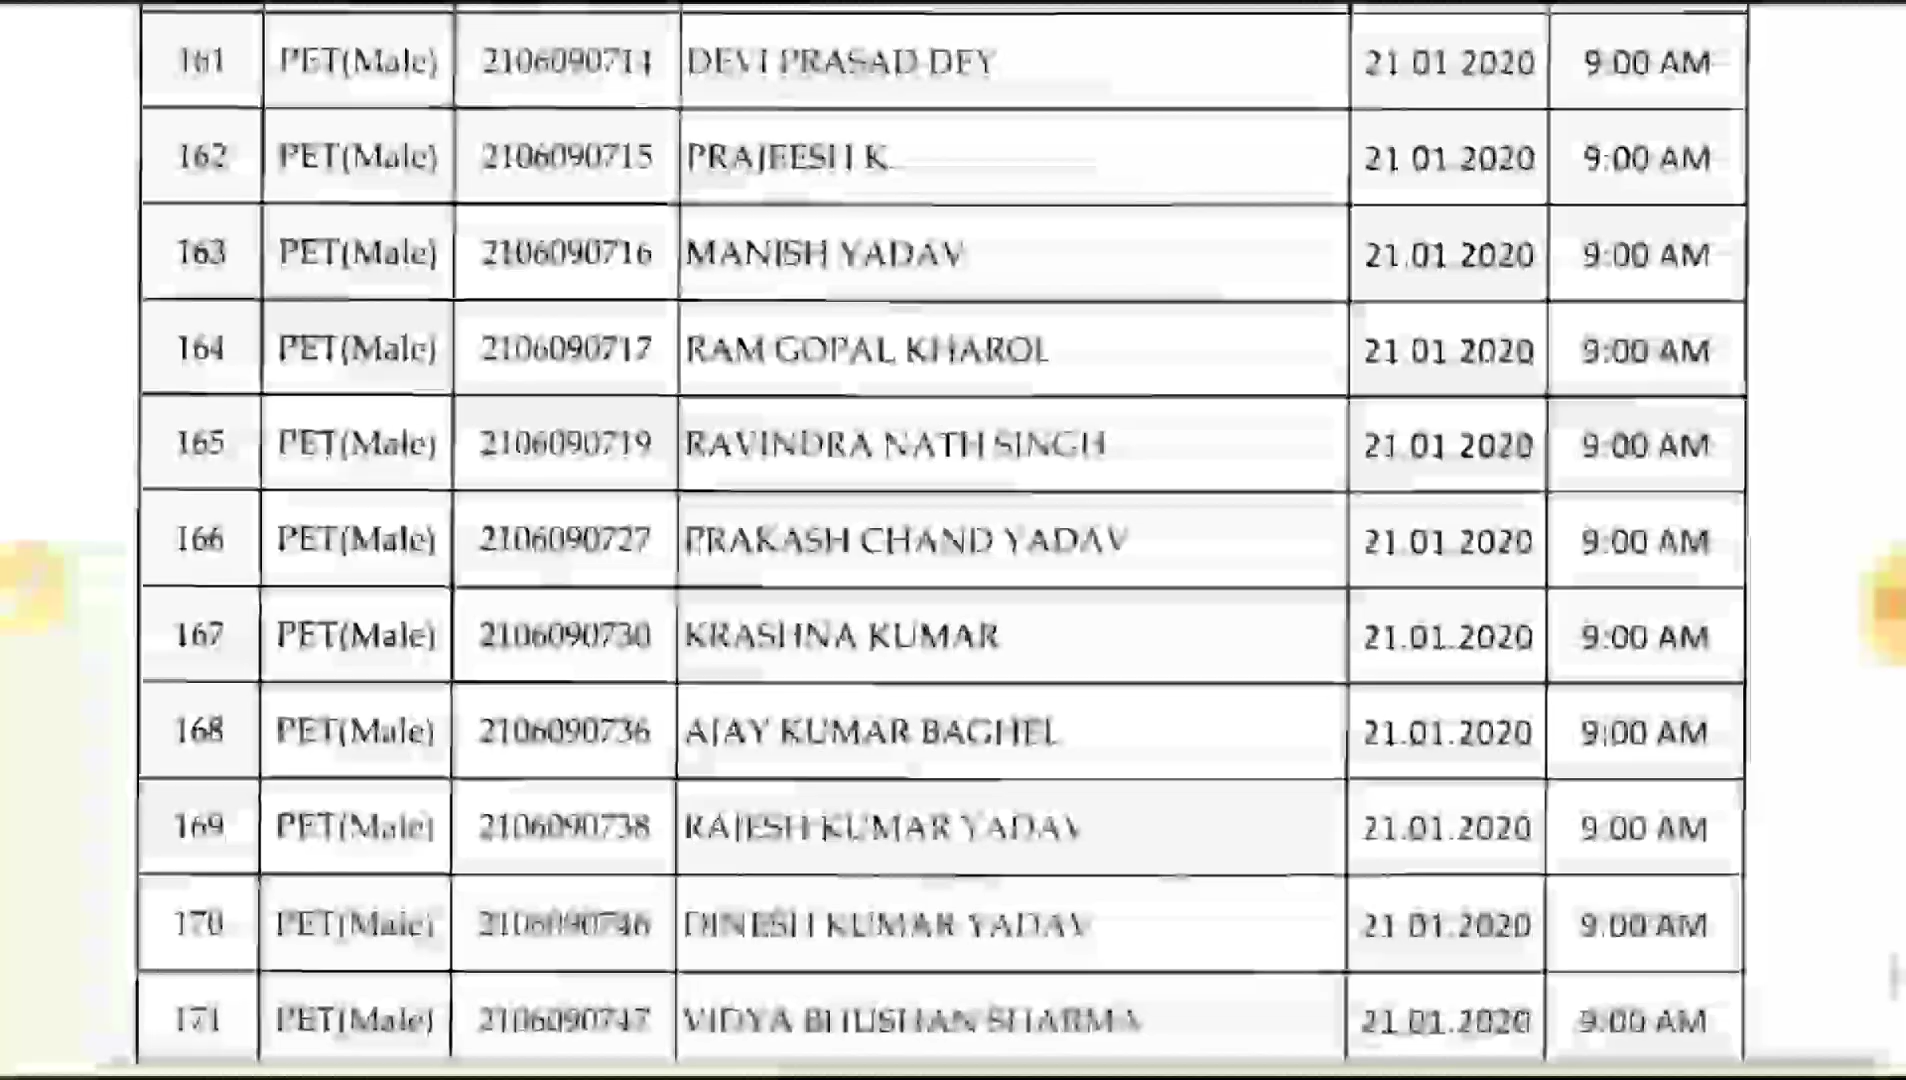 161 PET(Male) 2106090714 DEVI PRASAD DEY 21 01 2020 9:00 AM
162 PET(Male) 2106090715 PRAJEESH K 21 01 2020 9:00 AM
163 PET(Male) 2106090716 MANISH YADAV 21.01 2020 9:00 AM
164 PET(Male) 2106090717 RAM GOPAL KHAROL 21 01 2020 9:00 AM
165 PET(Male) 2106090719 RAVINDRA NATH SINGH 21.01 2020 9:00 AM
166 PET(Male) 2106090727 PRAKASH CHAND YADAV 21.01 2020 9:00 AM
167 PET(Male) 2106090730 KRASHNA KUMAR 21.01.2020 9:00 AM
168 PET(Male) 2106090736 AJAY KUMAR BAGHEL 21.01.2020 9:00 AM
169 PET(Male) 2106090738 RAJESH KUMAR YADAV 21.01.2020 9:00 AM
170 PET(Male) 2106090746 DINESH KUMAR YADAV 21 01.2020 9:00 AM
171 PET(Male) 2106090747 VIDYA BHUSHAN SHARMA 21.01.2020 9:00 AM